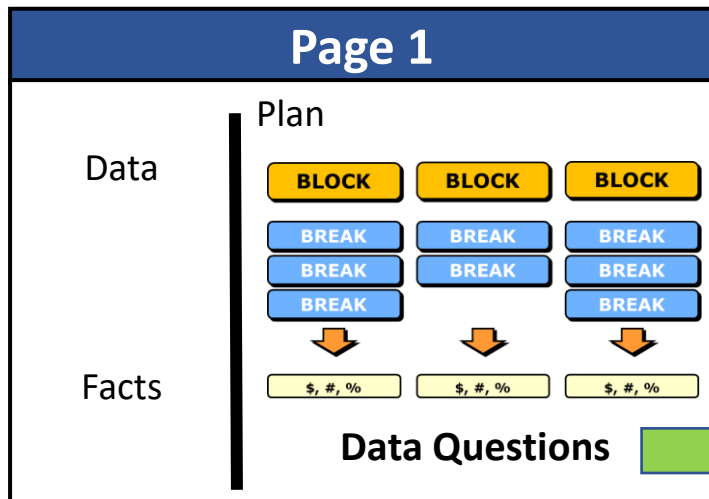 Page 1
Plan
Data
BLOCK BLOCK BLOCK
BREAK BREAK BREAK
BREAK BREAK BREAK
BREAK BREAK
Facts
$, #, % $, #, % $, #, %
Data Questions